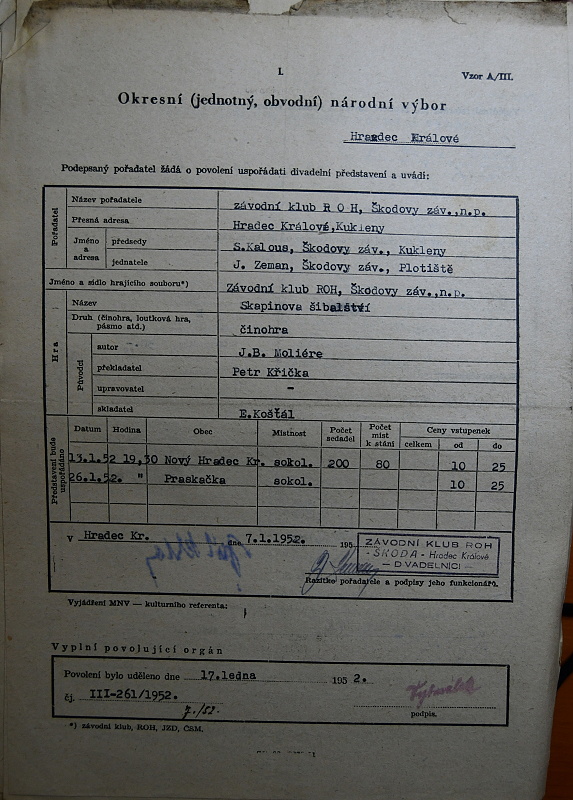 I.
Vzor A/III.
Okresní (jednotný, obvodní) národní výbor
Hradec Králové
Podepsaný pořadatel žádá o povolení uspořádati divadelní představení a uvádí:
Pořadatel
Název pořadatele
závodní klub R O H, Škodovy záv.,n.p.
Přesná adresa
Hradec Králové,Kukleny
Jméno a adresa
předsedy
S.Kalous, Škodovy záv., Kukleny
jednatele
J. Zeman, Škodovy záv., Plotiště
Jméno a sídlo hrajícího souboru*)
Závodní klub ROH, Škodovy záv.,n.p.
Hra
Název
Skapinova šibalství
Druh (činohra, loutková hra, pásmo atd.)
činohra
Původci
autor
J.B. Moliére
překladatel
Petr Křička
upravovatel
–
skladatel
E.Košťál
Představení bude uspořádáno
Datum Hodina Obec Místnost Počet sedadel Počet míst k stání Ceny vstupenek
celkem od do
13.1.52 19,30 Nový Hradec Kr. sokol. 200 80 10 25
26.1.52. " Praskačka sokol. 10 25
V Hradec Kr. dne 7.1.1952. 195
ZÁVODNÍ KLUB ROH
-ŠKODA- Hradec Králové
— DIVADELNÍCI —
Razítko pořadatele a podpisy jeho funkcionářů.
Vyjádření MNV — kulturního referenta:
Vyplní povolující orgán
Povolení bylo uděleno dne 17.ledna 195 2.
čj. III-261/1952.
7./52.
podpis.
*) závodní klub, ROH, JZD, ČSM.